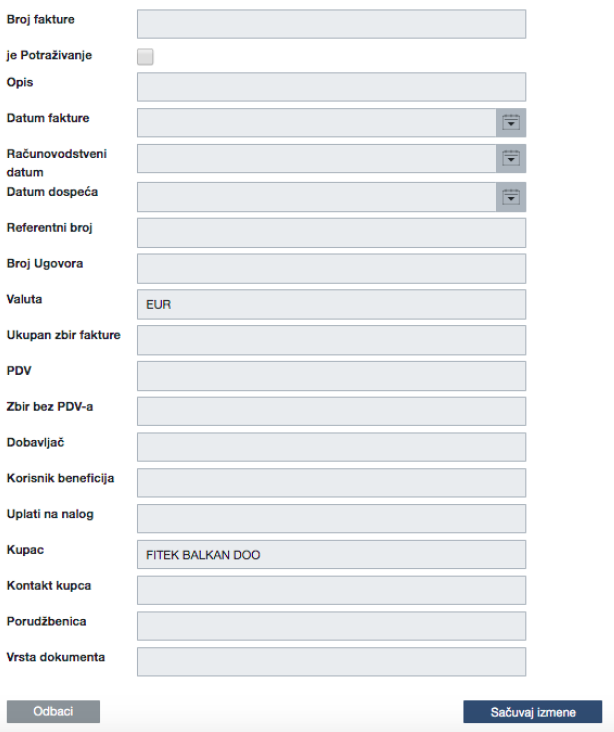 Broj fakture
je Potraživanje
Opis
Datum fakture
Računovodstveni
datum
Datum dospeća
Referentni broj
Broj Ugovora
Valuta EUR
Ukupan zbir fakture
PDV
Zbir bez PDV-a
Dobavljač
Korisnik beneficija
Uplati na nalog
Kupac FITEK BALKAN DOO
Kontakt kupca
Porudžbenica
Vrsta dokumenta
Odbaci Sačuvaj izmene